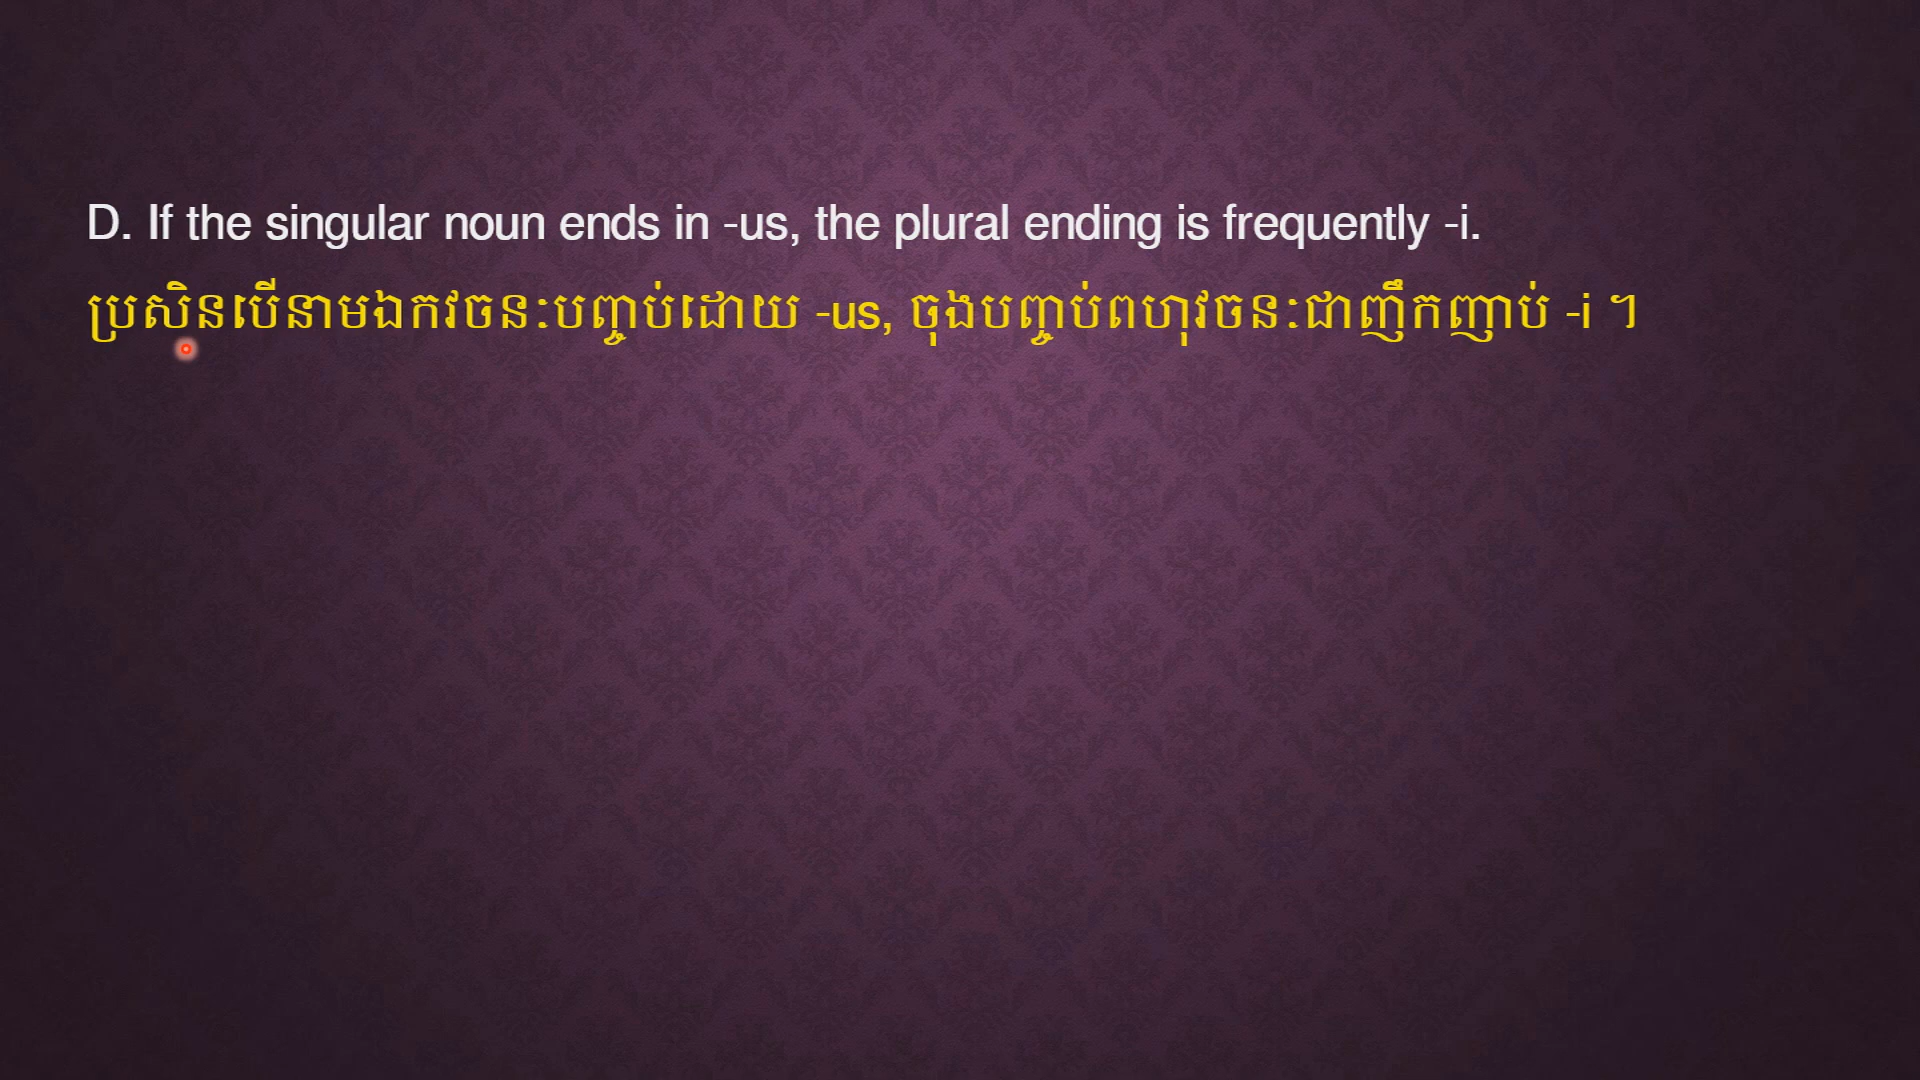 D. If the singular noun ends in -us, the plural ending is frequently -i.
ប្រសិនបើនាមឯកវចនៈបញ្ចប់ដោយ -us, ចុងបញ្ចប់ពហុវចនៈជាញឹកញាប់ -i ។